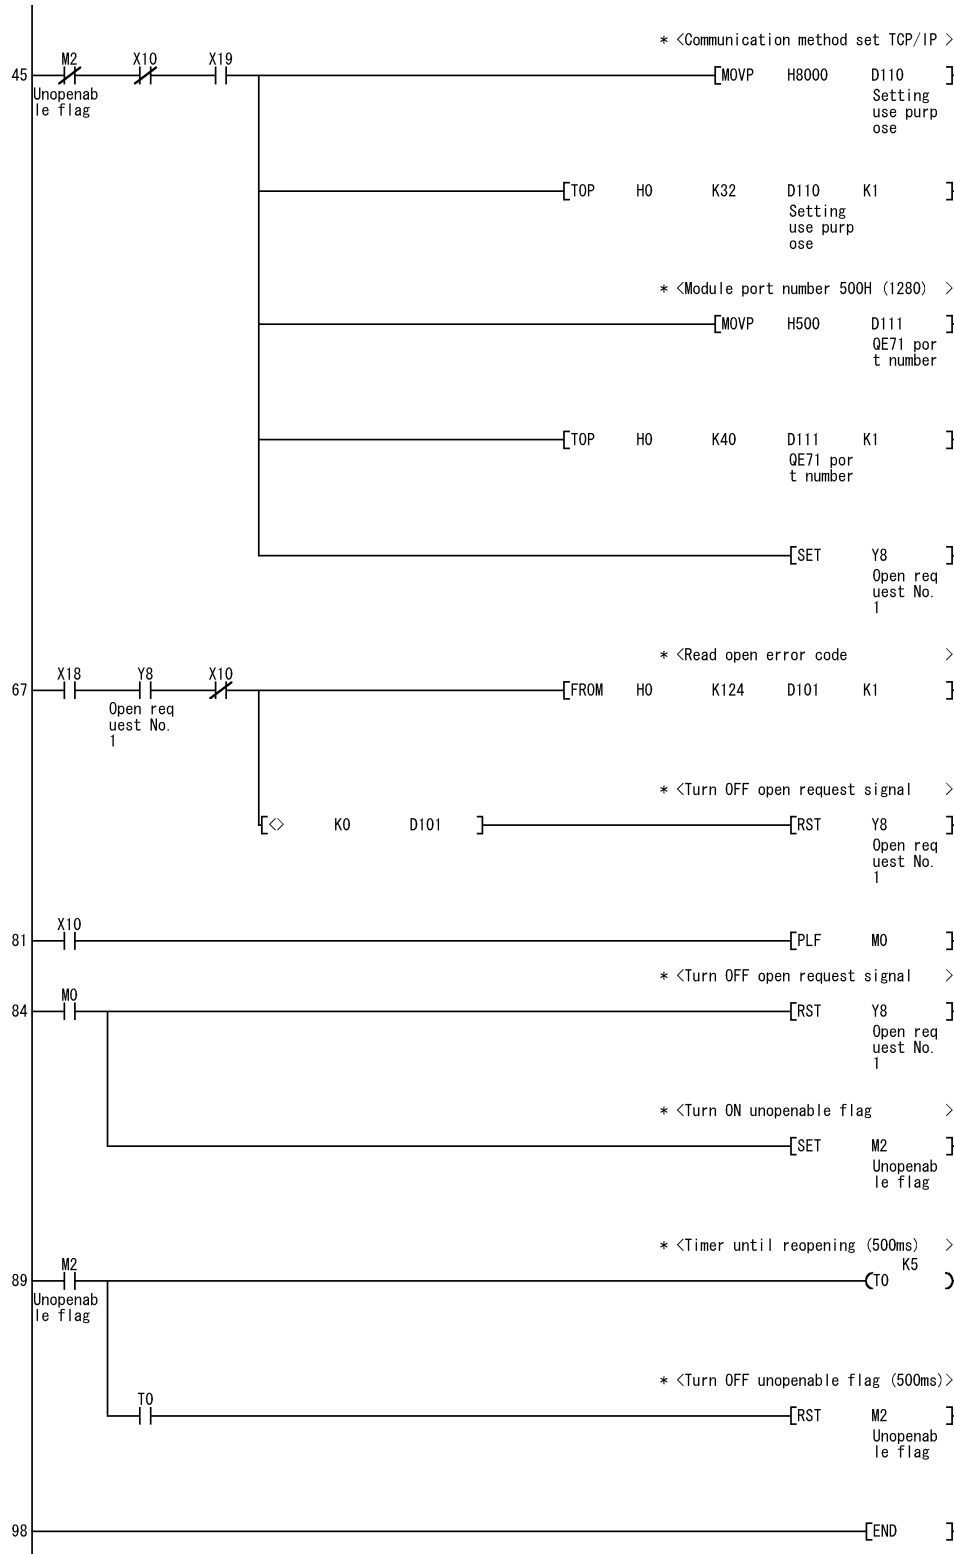 * <Communication method set TCP/IP >
M2 X10 X19
45 [MOVP H8000 D110 ]
Unopenab
le flag
Setting
use purp
ose
[TOP H0 K32 D110 K1 ]
Setting
use purp
ose
* <Module port number 500H (1280) >
[MOVP H500 D111 ]
QE71 por
t number
[TOP H0 K40 D111 K1 ]
QE71 por
t number
[SET Y8 ]
Open req
uest No.
1
* <Read open error code >
X18 Y8 X10
67 [FROM H0 K124 D101 K1 ]
Open req
uest No.
1
* <Turn OFF open request signal >
[<> K0 D101 ] [RST Y8 ]
Open req
uest No.
1
X10
81 [PLF M0 ]
* <Turn OFF open request signal >
M0
84 [RST Y8 ]
Open req
uest No.
1
* <Turn ON unopenable flag >
[SET M2 ]
Unopenab
le flag
* <Timer until reopening (500ms) >
M2 K5
89 (T0 )
Unopenab
le flag
* <Turn OFF unopenable flag (500ms)>
T0
[RST M2 ]
Unopenab
le flag
98 [END ]